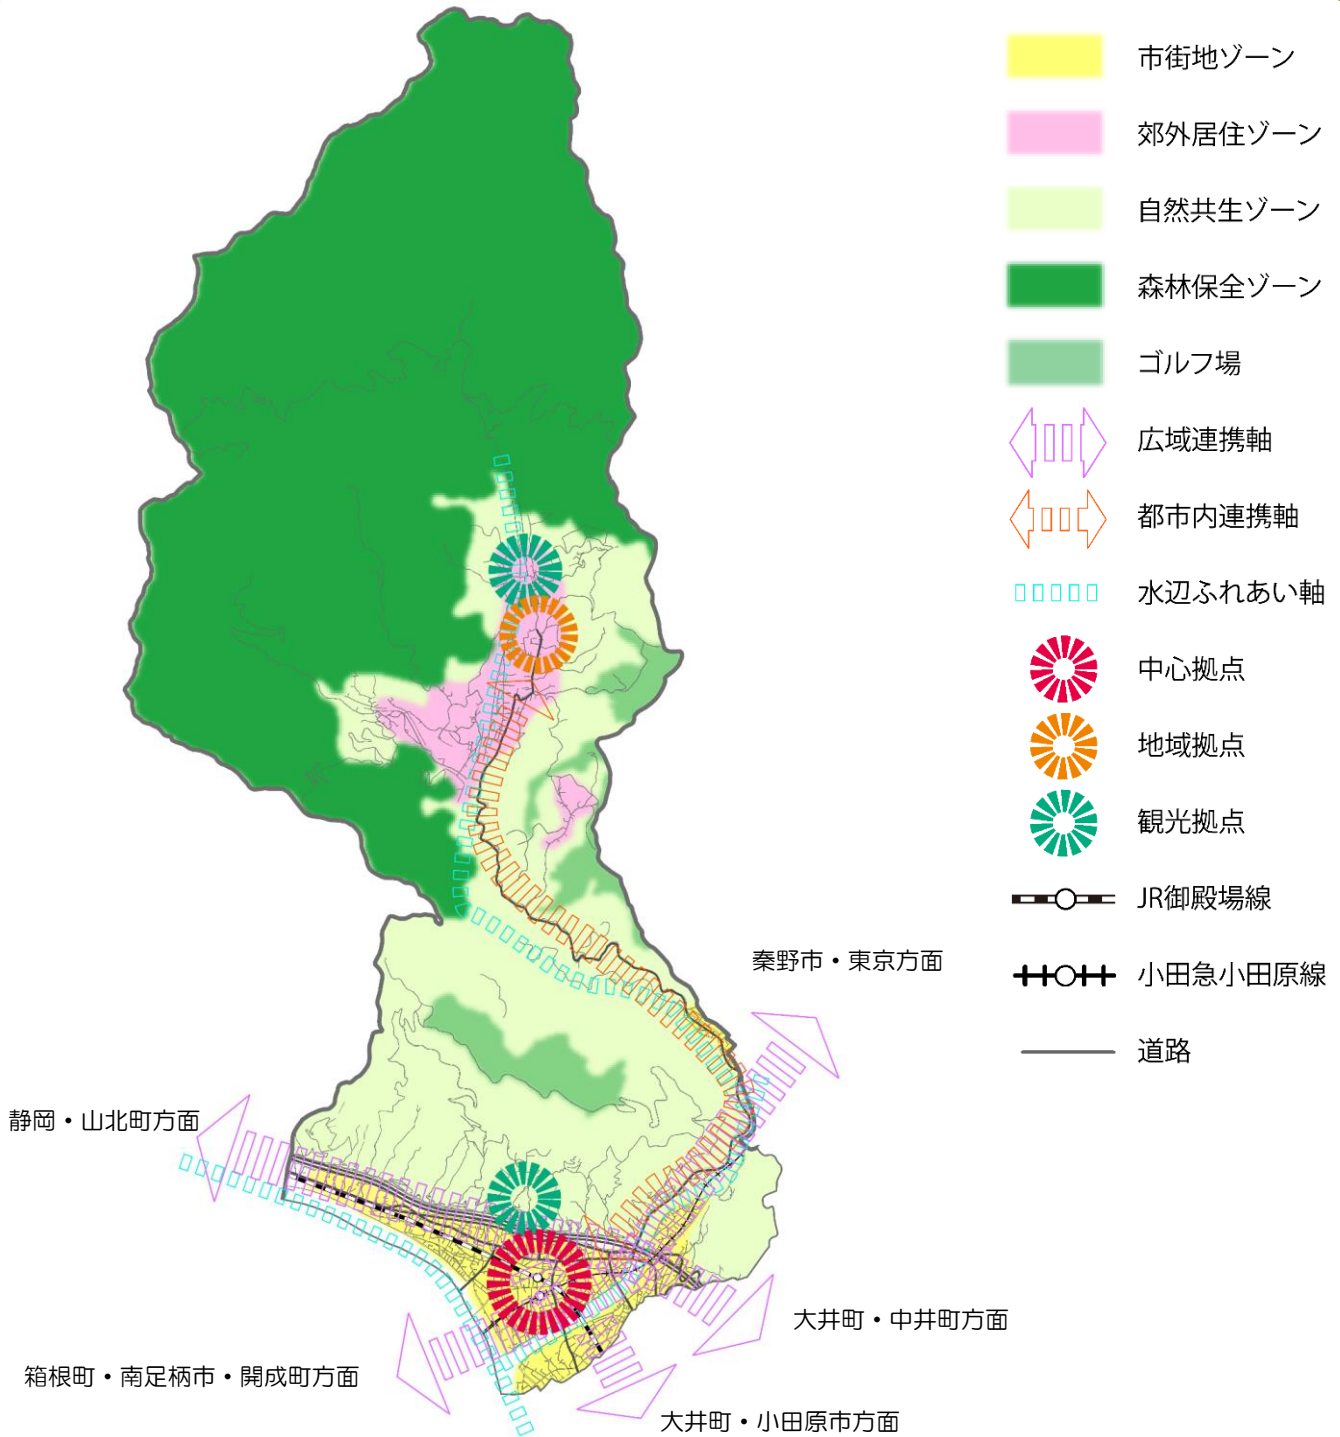 市街地ゾーン
郊外居住ゾーン
自然共生ゾーン
森林保全ゾーン
ゴルフ場
広域連携軸
都市内連携軸
水辺ふれあい軸
中心拠点
地域拠点
観光拠点
JR御殿場線
小田急小田原線
道路
秦野市・東京方面
静岡・山北町方面
大井町・中井町方面
箱根町・南足柄市・開成町方面
大井町・小田原市方面